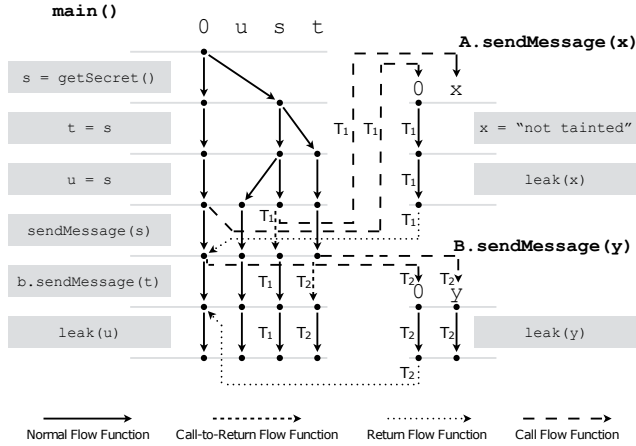 main()
0 u s t
A.sendMessage(x)
s = getSecret()
0 x
t = s
T1 T1 T1
x = "not tainted"
u = s
T1
leak(x)
sendMessage(s)
T1 T1
B.sendMessage(y)
b.sendMessage(t)
T1 T2 T2 T2
0 y
leak(u)
T1 T2 T2 T2
leak(y)
T2
Normal Flow Function
Call-to-Return Flow Function
Return Flow Function
Call Flow Function